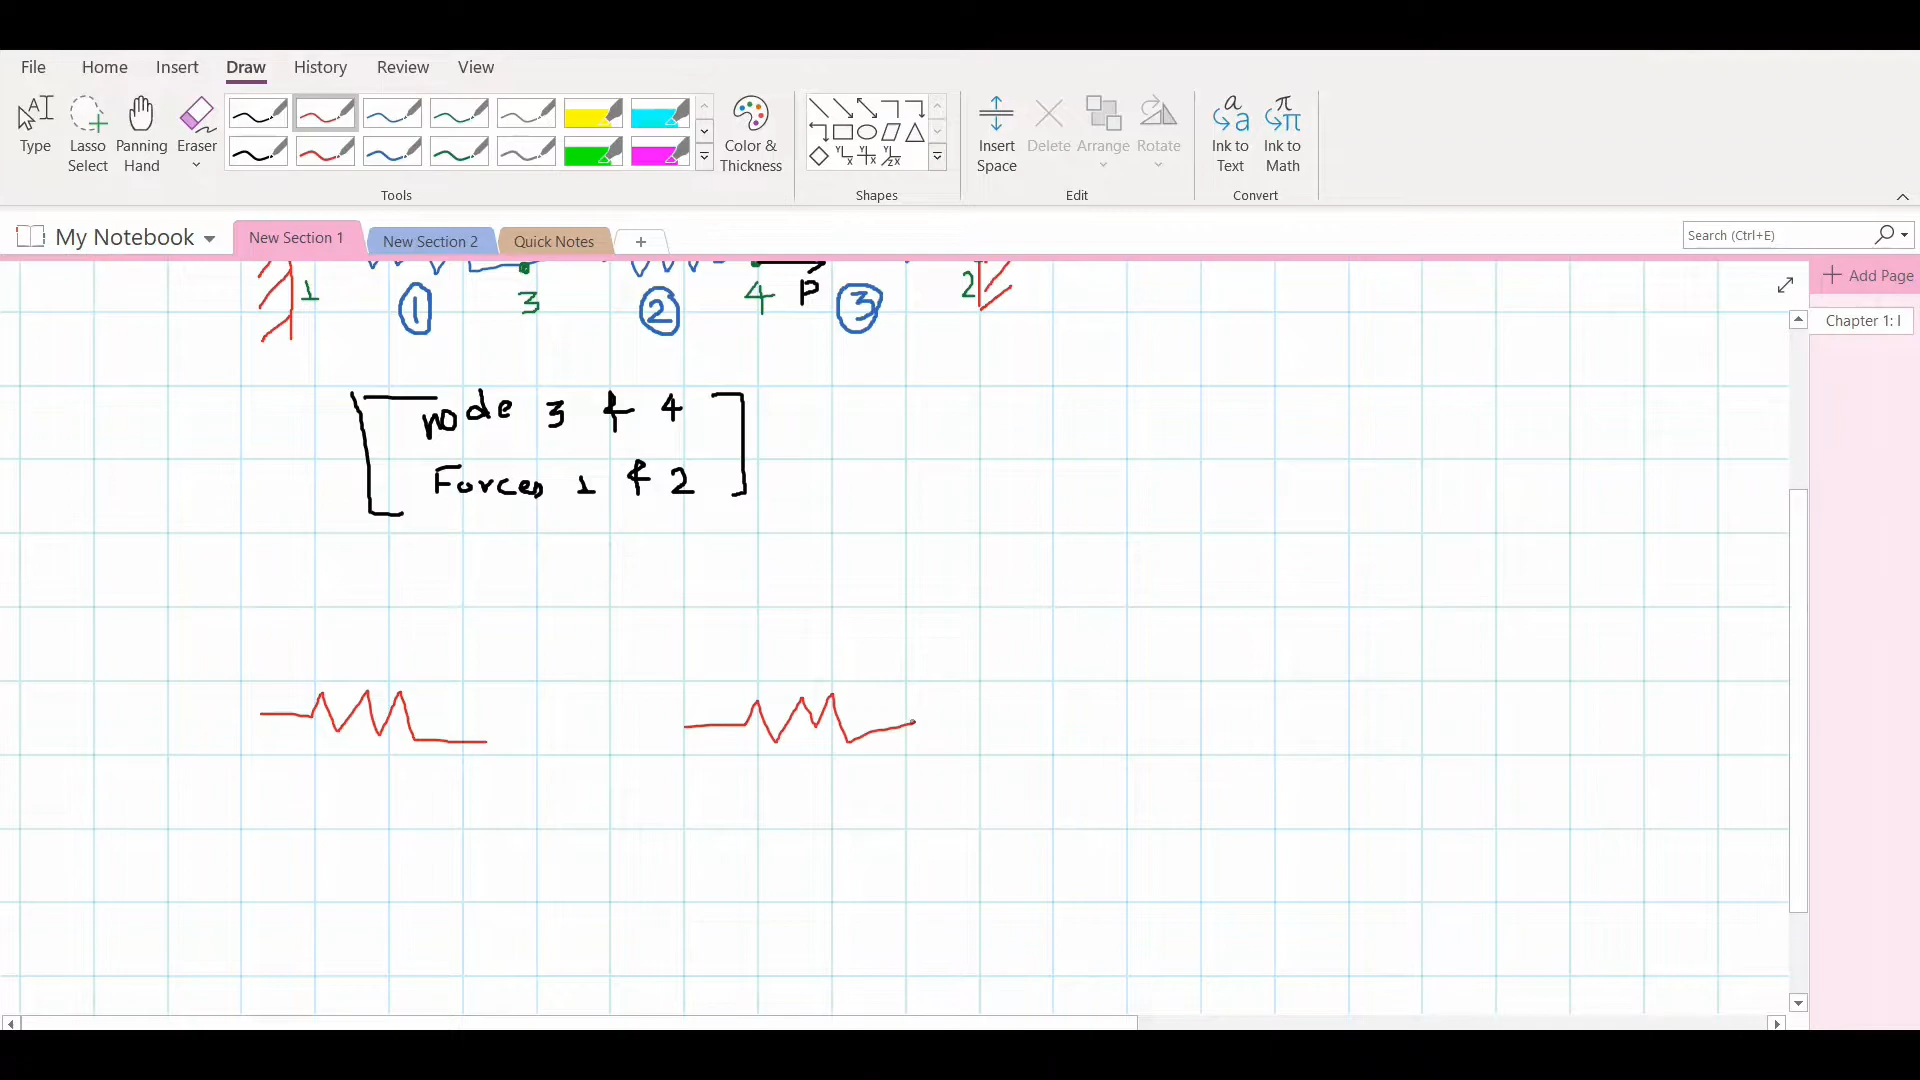 File Home Insert Draw History Review View
Type
Lasso Select
Panning Hand
Eraser
Color & Thickness
Insert Space
Delete
Arrange
Rotate
Ink to Text
Ink to Math
Tools
Shapes
Edit
Convert
My Notebook
New Section 1
New Section 2
Quick Notes
Search (Ctrl+E)
Add Page
Chapter 1: I
1 1 3 2 4 P 3 2
node 3 & 4
Forces 1 & 2